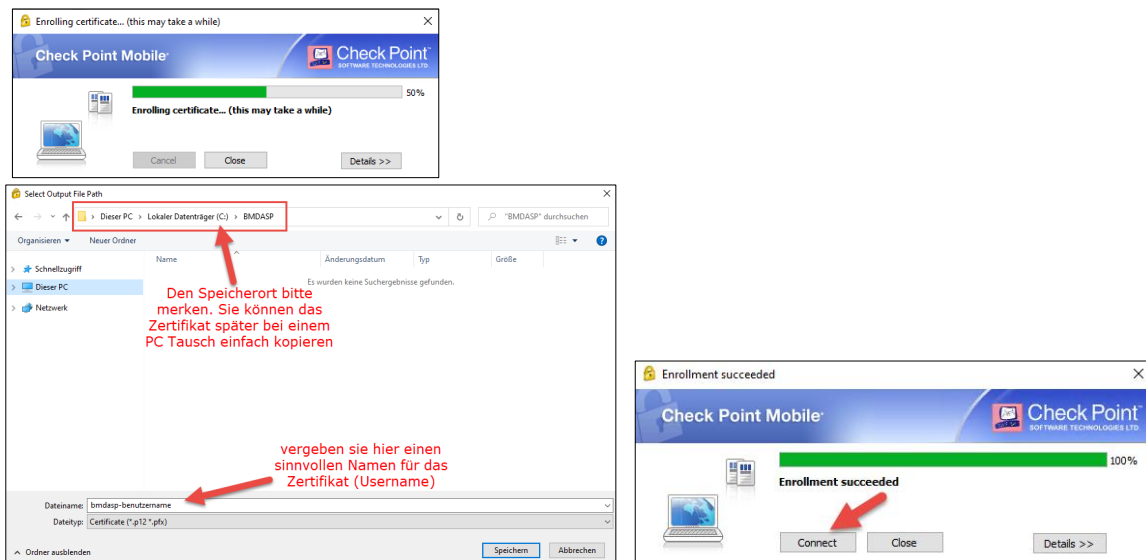 Enrolling certificate... (this may take a while)
Check Point Mobile
Check Point
SOFTWARE TECHNOLOGIES LTD.
50%
Enrolling certificate... (this may take a while)
Cancel
Close
Details >>
Select Output File Path
Dieser PC > Lokaler Datenträger (C:) > BMDASP
"BMDASP" durchsuchen
Organisieren
Neuer Ordner
Name
Änderungsdatum
Typ
Größe
Schnellzugriff
Dieser PC
Netzwerk
Es wurden keine Suchergebnisse gefunden.
Den Speicherort bitte
merken. Sie können das
Zertifikat später bei einem
PC Tausch einfach kopieren
vergeben sie hier einen
sinnvollen Namen für das
Zertifikat (Username)
Dateiname: bmdasp-benutzername
Dateityp: Certificate (*.p12 *.pfx)
Ordner ausblenden
Speichern
Abbrechen
Enrollment succeeded
Check Point Mobile
Check Point
SOFTWARE TECHNOLOGIES LTD.
100%
Enrollment succeeded
Connect
Close
Details >>